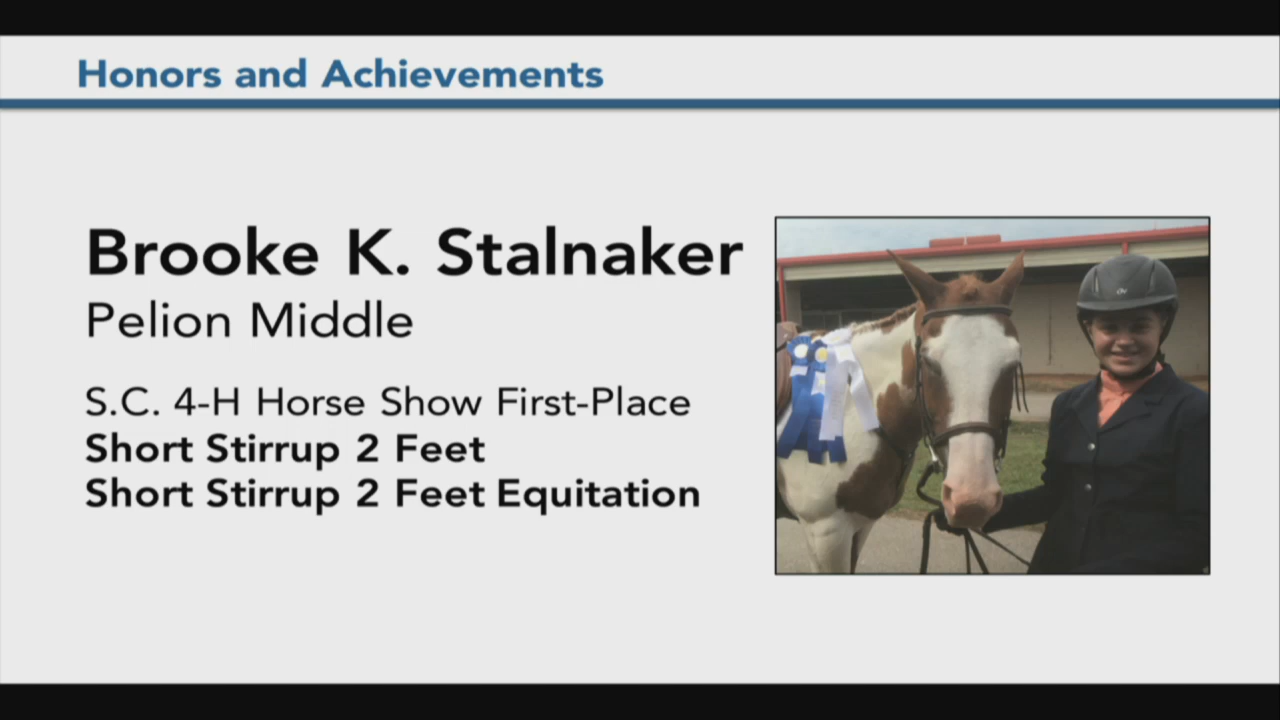 Honors and Achievements
Brooke K. Stalnaker
Pelion Middle
S.C. 4-H Horse Show First-Place
Short Stirrup 2 Feet
Short Stirrup 2 Feet Equitation